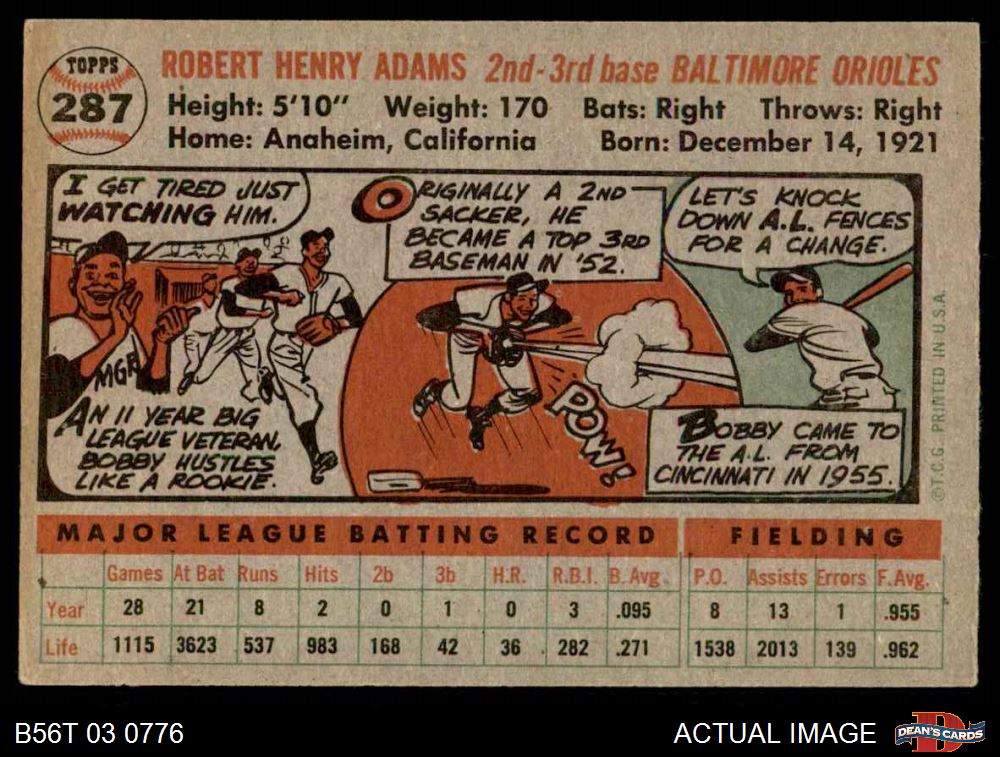 TOPPS
287
ROBERT HENRY ADAMS 2nd-3rd base BALTIMORE ORIOLES
Height: 5'10" Weight: 170 Bats: Right Throws: Right
Home: Anaheim, California Born: December 14, 1921
I GET TIRED JUST
WATCHING HIM.
MGR
AN 11 YEAR BIG
LEAGUE VETERAN,
BOBBY HUSTLES
LIKE A ROOKIE.
ORIGINALLY A 2ND
SACKER, HE
BECAME A TOP 3RD
BASEMAN IN '52.
POW!
LET'S KNOCK
DOWN A.L. FENCES
FOR A CHANGE.
BOBBY CAME TO
THE A.L. FROM
CINCINNATI IN 1955.
©T.C.G. PRINTED IN U.S.A.
MAJOR LEAGUE BATTING RECORD FIELDING
Games At Bat Runs Hits 2b 3b H.R. R.B.I. B. Avg. P.O. Assists Errors F. Avg.
Year 28 21 8 2 0 1 0 3 .095 8 13 1 .955
Life 1115 3623 537 983 168 42 36 282 .271 1538 2013 139 .962
B56T 03 0776 ACTUAL IMAGE DEAN'S CARDS